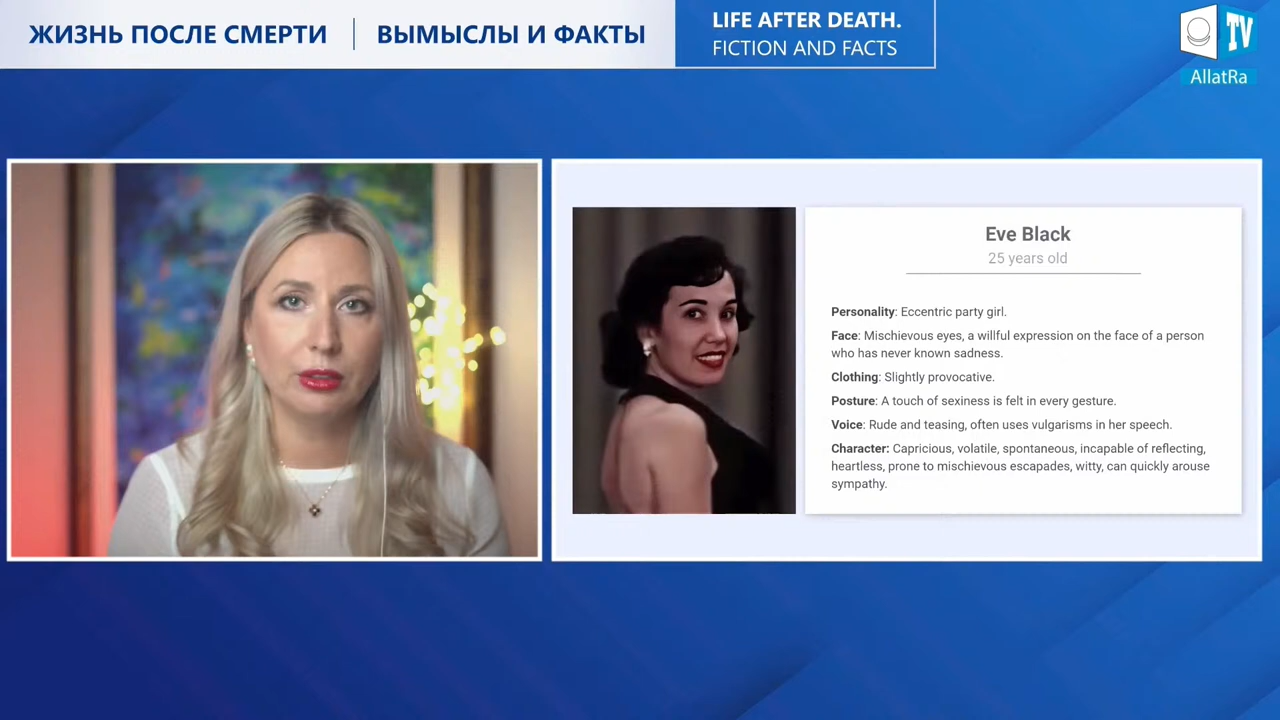 ЖИЗНЬ ПОСЛЕ СМЕРТИ
ВЫМЫСЛЫ И ФАКТЫ
LIFE AFTER DEATH.
FICTION AND FACTS
TV
AllatRa
Eve Black
25 years old
Personality: Eccentric party girl.
Face: Mischievous eyes, a willful expression on the face of a person
who has never known sadness.
Clothing: Slightly provocative.
Posture: A touch of sexiness is felt in every gesture.
Voice: Rude and teasing, often uses vulgarisms in her speech.
Character: Capricious, volatile, spontaneous, incapable of reflecting,
heartless, prone to mischievous escapades, witty, can quickly arouse
sympathy.